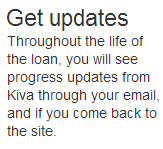 Get updates
Throughout the life of
the loan, you will see
progress updates from
Kiva through your email,
and if you come back to
the site.